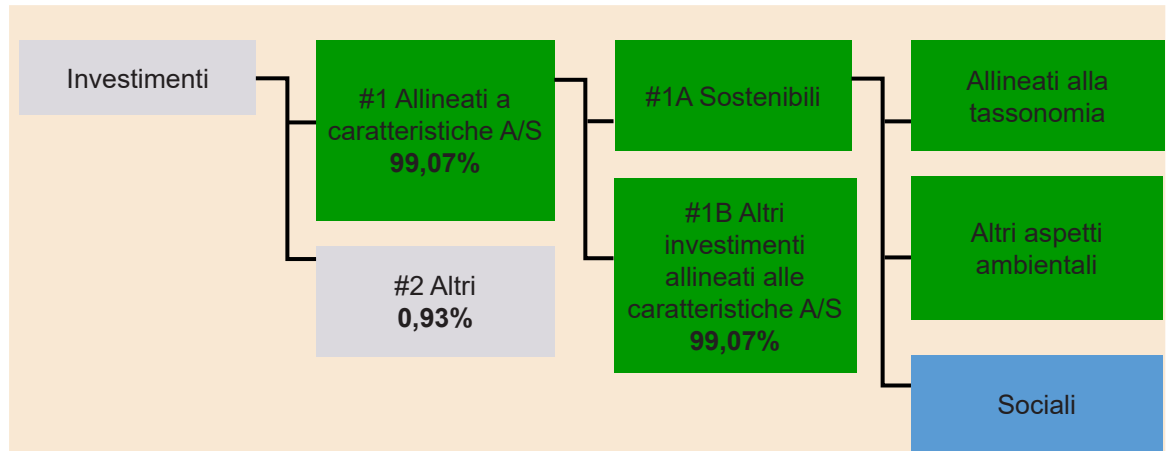 Investimenti
#1 Allineati a
caratteristiche A/S
99,07%
#2 Altri
0,93%
#1A Sostenibili
#1B Altri
investimenti
allineati alle
caratteristiche A/S
99,07%
Allineati alla
tassonomia
Altri aspetti
ambientali
Sociali